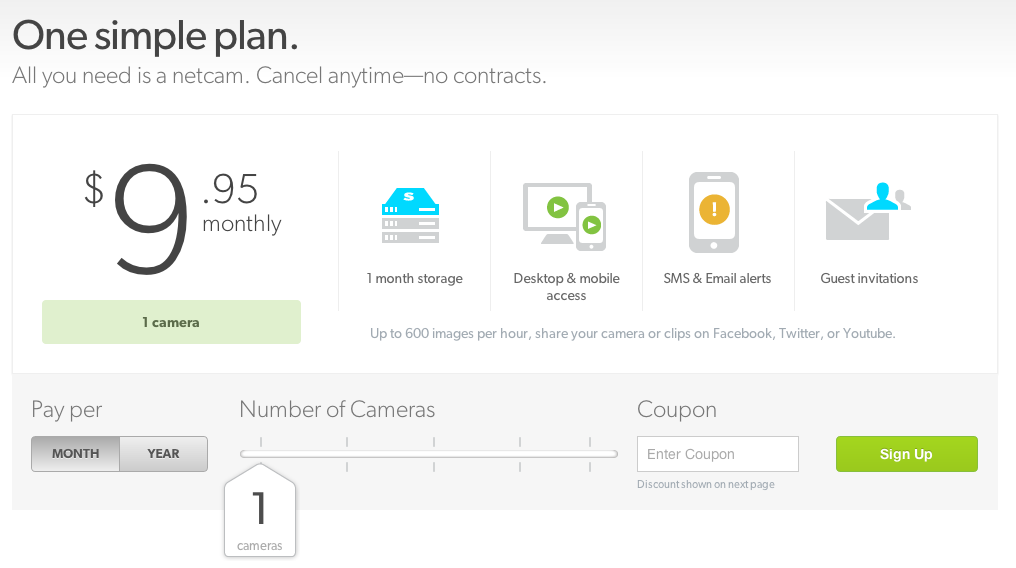 One simple plan.
All you need is a netcam. Cancel anytime—no contracts.
$9.95
monthly
1 camera
S
1 month storage
Desktop & mobile
access
!
SMS & Email alerts
Guest invitations
Up to 600 images per hour, share your camera or clips on Facebook, Twitter, or Youtube.
Pay per
MONTH YEAR
Number of Cameras
1
cameras
Coupon
Enter Coupon
Discount shown on next page
Sign Up